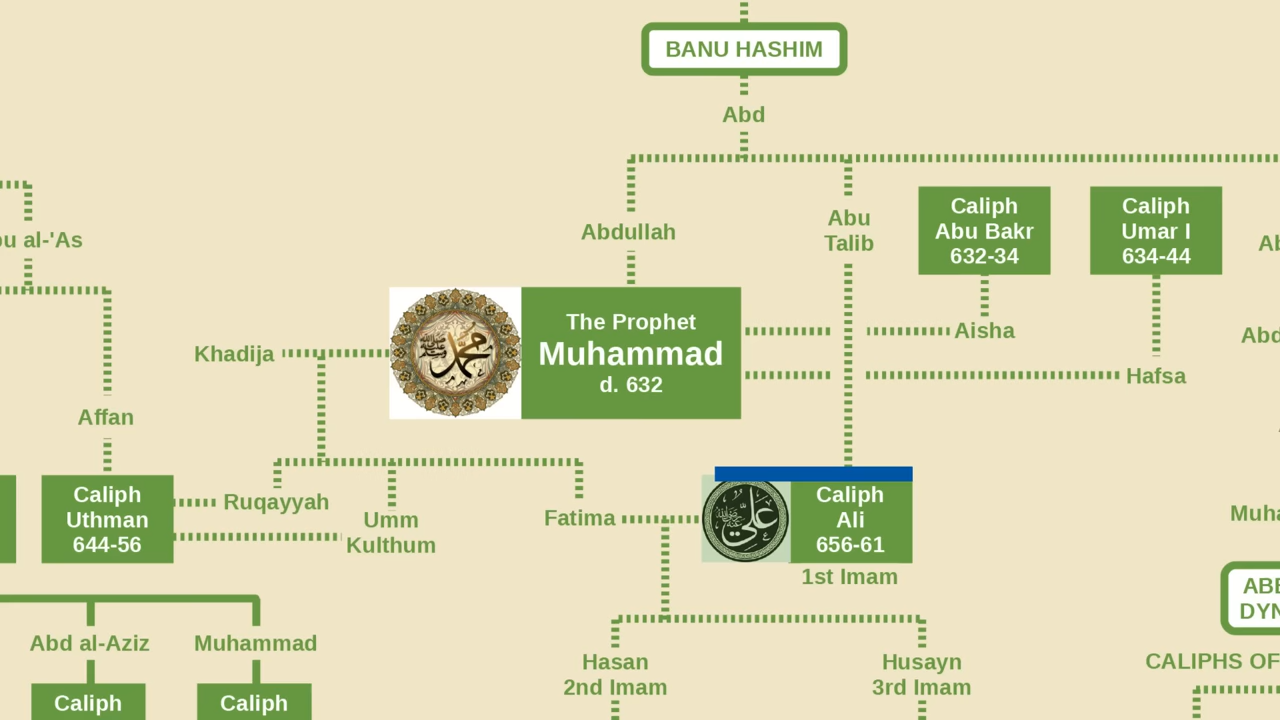 BANU HASHIM
Abd
Abdullah
Abu
Talib
Caliph
Abu Bakr
632-34
Caliph
Umar I
634-44
al-'As
The Prophet
Muhammad
d. 632
محمد
Khadija
Aisha
Hafsa
Affan
Caliph
Uthman
644-56
Ruqayyah
Umm
Kulthum
Fatima
علي
Caliph
Ali
656-61
1st Imam
Abd al-Aziz
Muhammad
Hasan
2nd Imam
Husayn
3rd Imam
CALIPHS OF
Caliph
Caliph